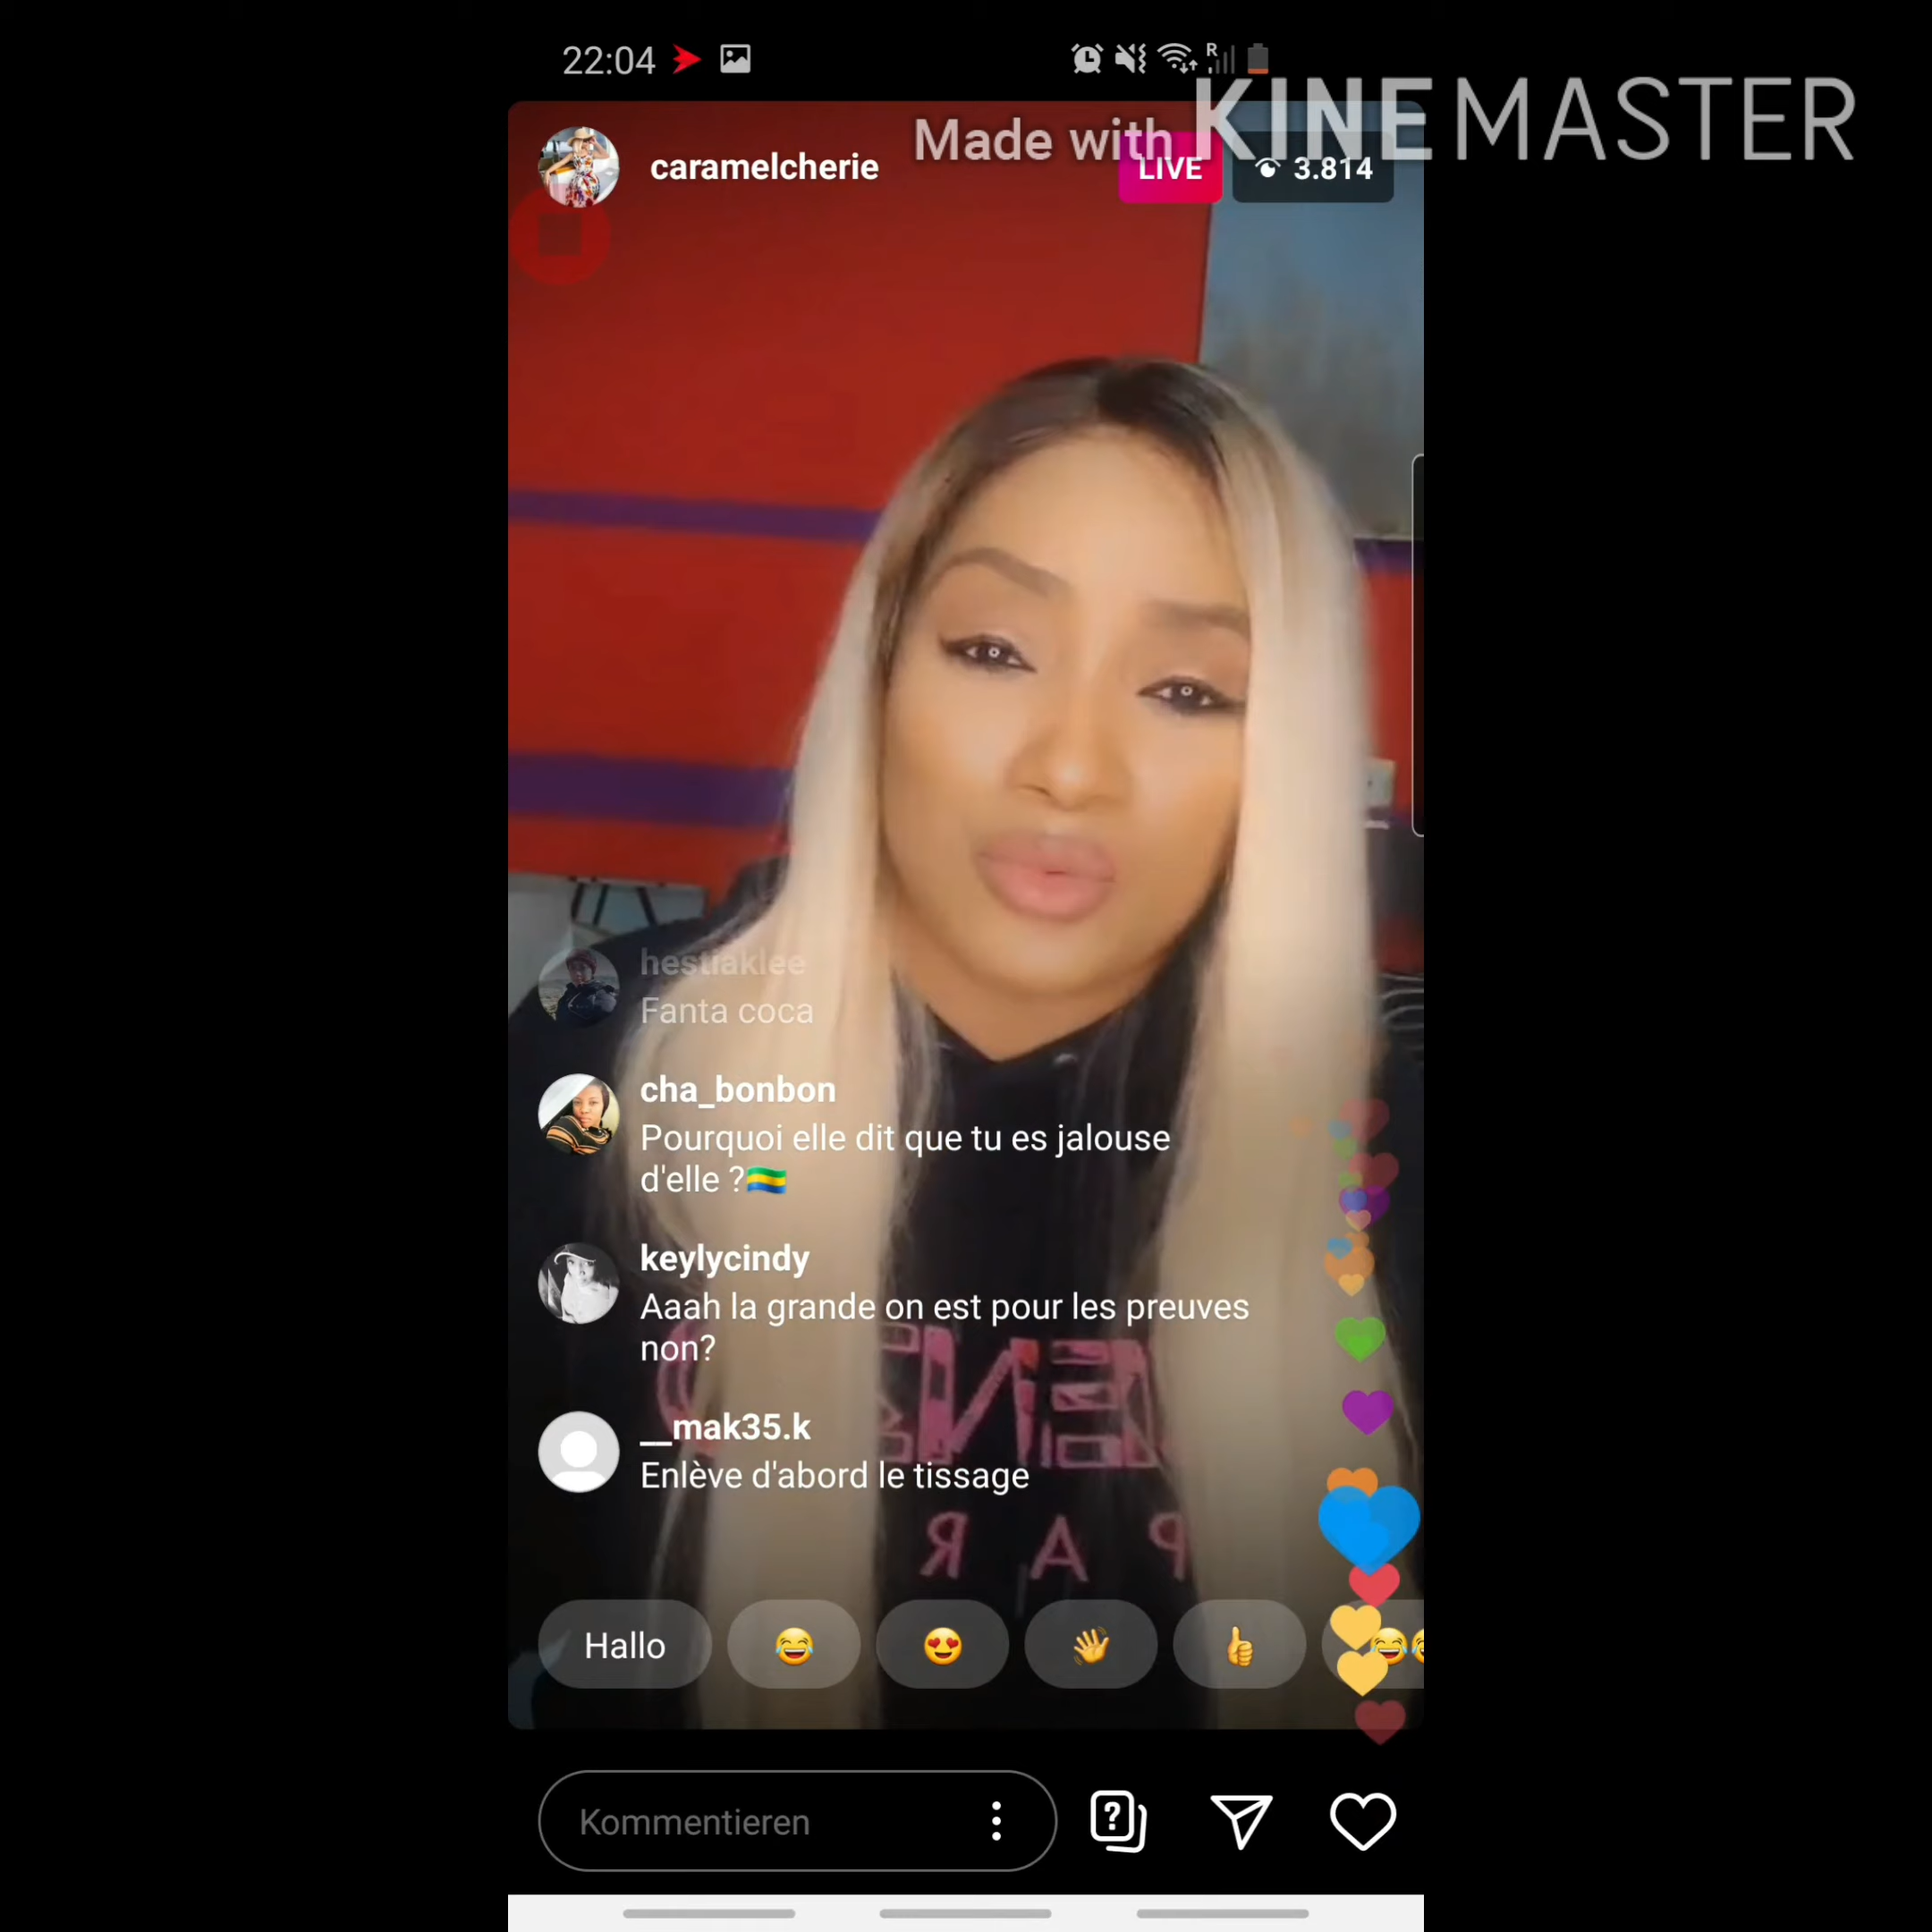 22:04
R
Made with KINEMASTER
caramelcherie
LIVE
3.814
hestiaklee
Fanta coca
cha_bonbon
Pourquoi elle dit que tu es jalouse
d'elle ?🇬🇦
keylycindy
Aaah la grande on est pour les preuves
non?
__mak35.k
Enlève d'abord le tissage
PAR
Hallo
😂
😍
👋
👍
Kommentieren